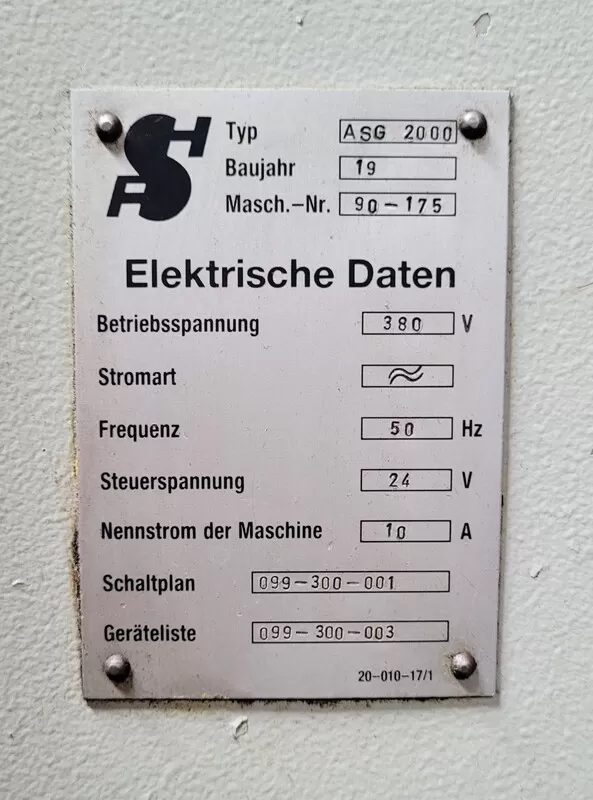 ASH
Typ ASG 2000
Baujahr 19
Masch.-Nr. 90-175
Elektrische Daten
Betriebsspannung 380 V
Stromart ≈
Frequenz 50 Hz
Steuerspannung 24 V
Nennstrom der Maschine 10 A
Schaltplan 099-300-001
Geräteliste 099-300-003
20-010-17/1